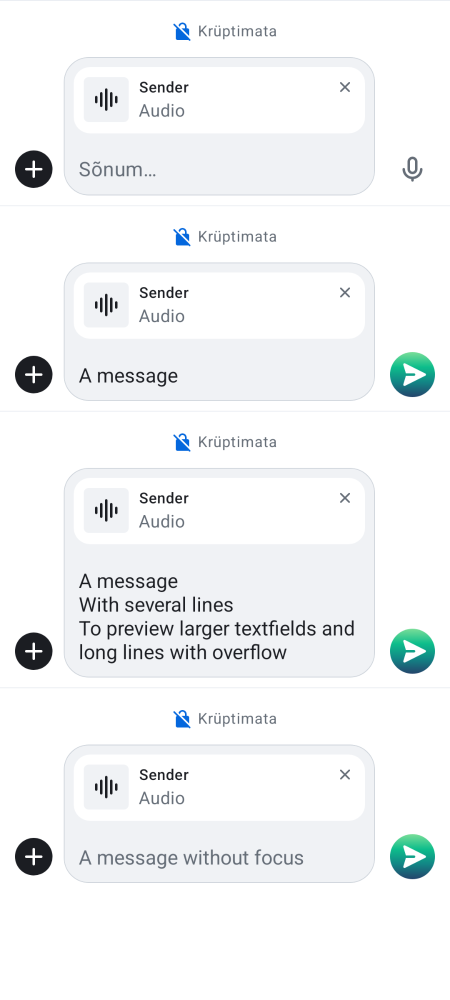 Krüptimata
Sender
Audio
Sõnum…
Krüptimata
Sender
Audio
A message
Krüptimata
Sender
Audio
A message
With several lines
To preview larger textfields and
long lines with overflow
Krüptimata
Sender
Audio
A message without focus